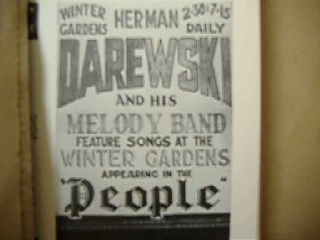 WINTER GARDENS HERMAN 2-30 & 7-15 DAILY
DAREWSKI
AND HIS
MELODY BAND
FEATURE SONGS AT THE
WINTER GARDENS
APPEARING IN THE
"People"